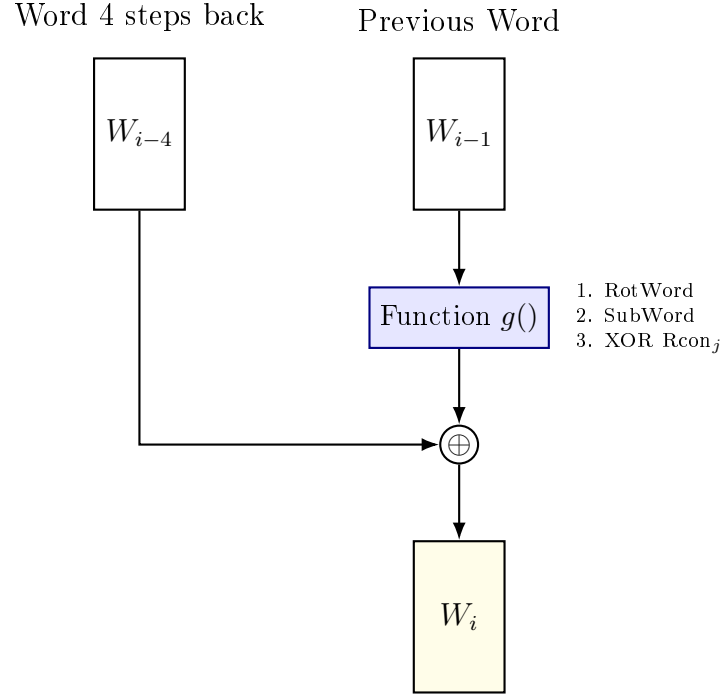 Word 4 steps back
Previous Word
W_{i−4}
W_{i−1}
Function g()
1. RotWord
2. SubWord
3. XOR Rcon_j
⊕
W_i